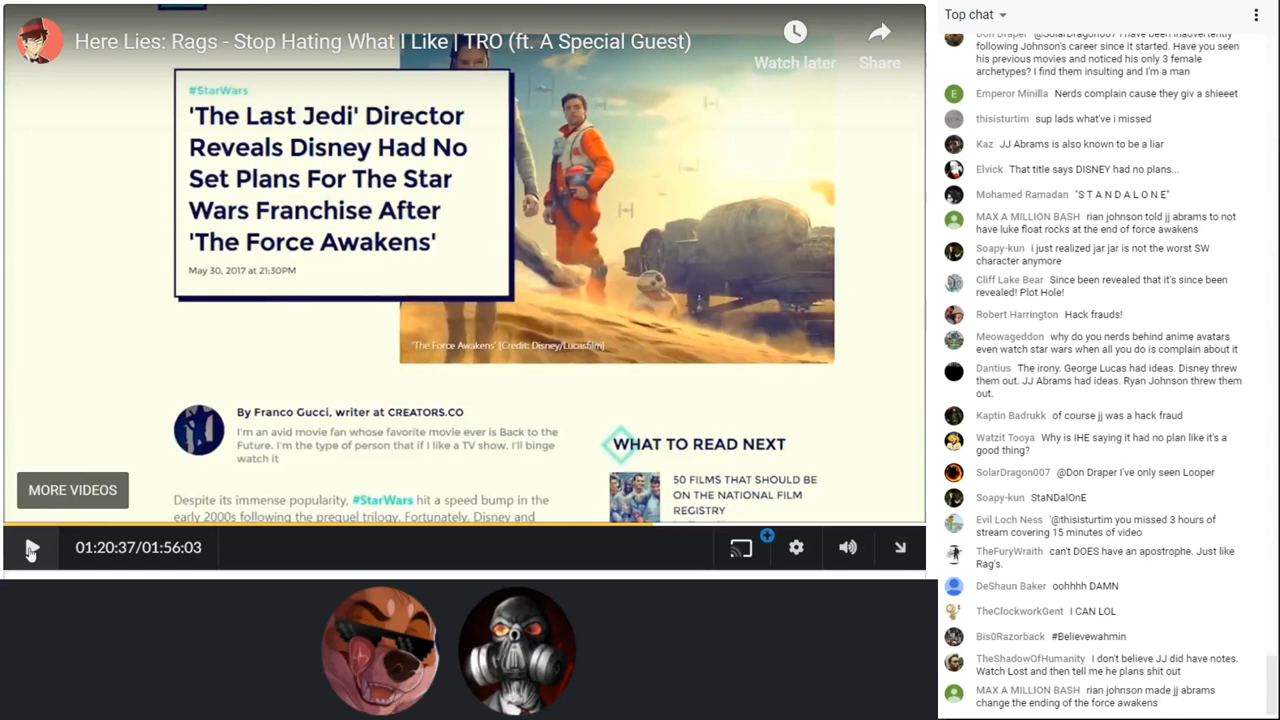 Here Lies: Rags - Stop Hating What I Like | TRO (ft. A Special Guest)
Watch later
Share
#StarWars
'The Last Jedi' Director
Reveals Disney Had No
Set Plans For The Star
Wars Franchise After
'The Force Awakens'
May 30, 2017 at 21:30PM
'The Force Awakens' [Credit: Disney/Lucasfilm]
By Franco Gucci, writer at CREATORS.CO
I'm an avid movie fan whose favorite movie ever is Back to the
Future. I'm the type of person that if I like a TV show, I'll binge
watch it
WHAT TO READ NEXT
50 FILMS THAT SHOULD BE
ON THE NATIONAL FILM
REGISTRY
MORE VIDEOS
Despite its immense popularity, #StarWars hit a speed bump in the
early 2000s following the prequel trilogy. Fortunately, Disney and
01:20:37/01:56:03
Top chat
Don Draper @SolarDragon007 I have been inadvertently
following Johnson's career since it started. Have you seen
his previous movies and noticed his only 3 female
archetypes? I find them insulting and I'm a man
E
Emperor Minilla Nerds complain cause they giv a shieeet
thisisturtim sup lads what've i missed
Kaz JJ Abrams is also known to be a liar
Elvick That title says DISNEY had no plans...
Mohamed Ramadan "S T A N D A L O N E"
MAX A MILLION BASH rian johnson told jj abrams to not
have luke float rocks at the end of force awakens
Soapy-kun i just realized jar jar is not the worst SW
character anymore
Cliff Lake Bear Since been revealed that it's since been
revealed! Plot Hole!
Robert Harrington Hack frauds!
Meowageddon why do you nerds behind anime avatars
even watch star wars when all you do is complain about it
Dantius The irony. George Lucas had ideas. Disney threw
them out. JJ Abrams had ideas. Ryan Johnson threw them
out.
Kaptin Badrukk of course jj was a hack fraud
Watzit Tooya Why is IHE saying it had no plan like it's a
good thing?
SolarDragon007 @Don Draper I've only seen Looper
Soapy-kun StaNDalOnE
Evil Loch Ness '@thisisturtim you missed 3 hours of
stream covering 15 minutes of video
TheFuryWraith can't DOES have an apostrophe. Just like
Rag's.
DeShaun Baker oohhhh DAMN
TheClockworkGent I CAN LOL
Bis0Razorback #Believewahmin
TheShadowOfHumanity I don't believe JJ did have notes.
Watch Lost and then tell me he plans shit out
MAX A MILLION BASH rian johnson made jj abrams
change the ending of the force awakens